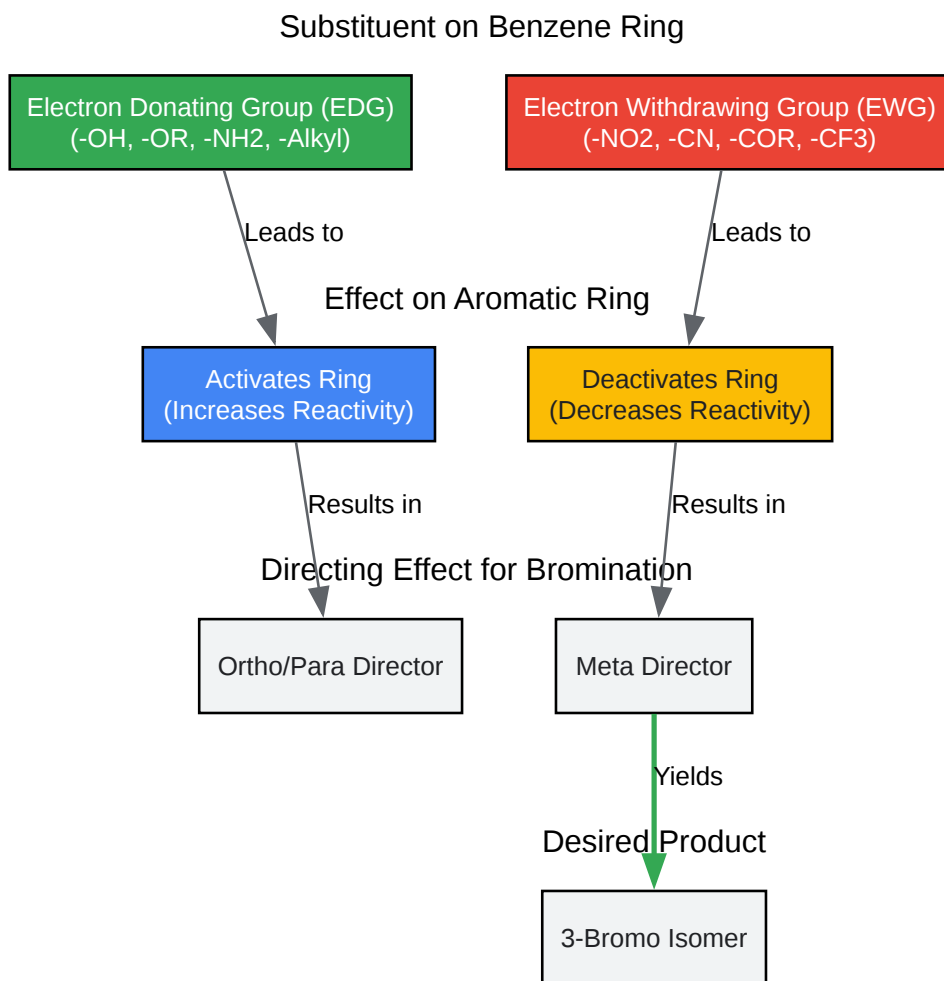 Substituent on Benzene Ring
Electron Donating Group (EDG)
(-OH, -OR, -NH2, -Alkyl)
Electron Withdrawing Group (EWG)
(-NO2, -CN, -COR, -CF3)
Leads to
Leads to
Effect on Aromatic Ring
Activates Ring
(Increases Reactivity)
Deactivates Ring
(Decreases Reactivity)
Results in
Results in
Directing Effect for Bromination
Ortho/Para Director
Meta Director
Yields
Desired Product
3-Bromo Isomer